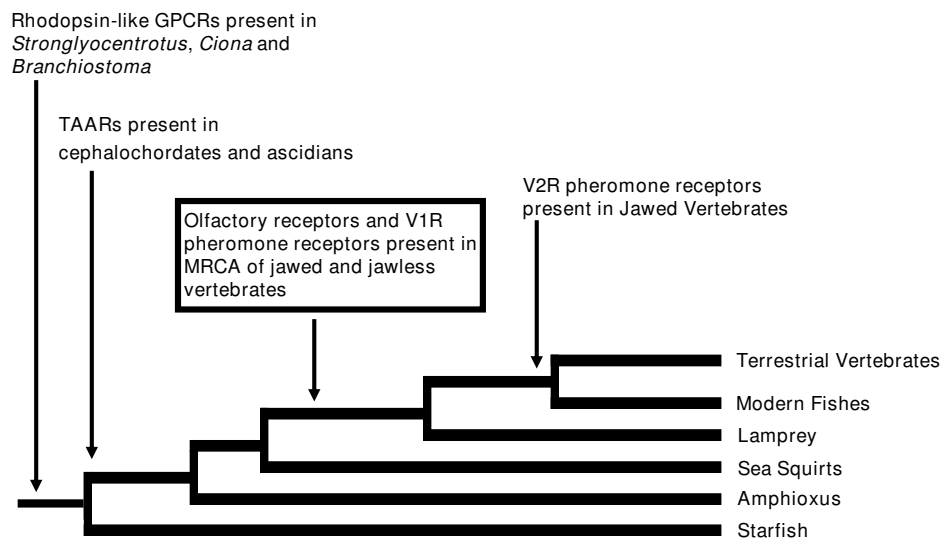 Rhodopsin-like GPCRs present in
Stronglyocentrotus, Ciona and
Branchiostoma
TAARs present in
cephalochordates and ascidians
V2R pheromone receptors
present in Jawed Vertebrates
Olfactory receptors and V1R
pheromone receptors present in
MRCA of jawed and jawless
vertebrates
Terrestrial Vertebrates
Modern Fishes
Lamprey
Sea Squirts
Amphioxus
Starfish